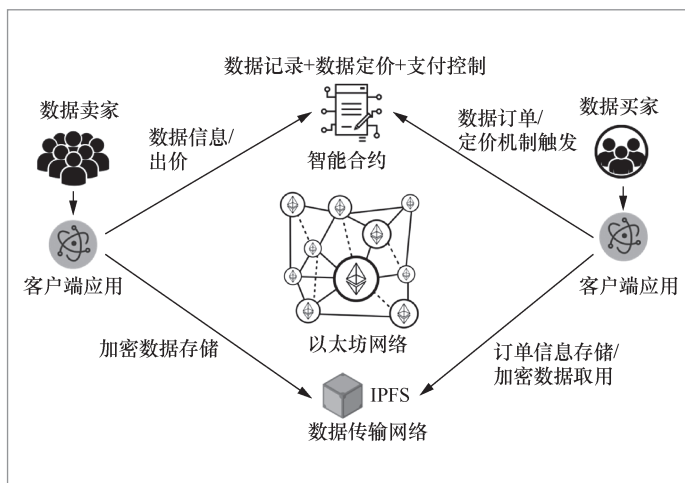 数据记录+数据定价+支付控制
数据卖家
数据买家
数据信息/
出价
数据订单/
定价机制触发
智能合约
客户端应用
客户端应用
以太坊网络
加密数据存储
订单信息存储/
加密数据取用
IPFS
数据传输网络